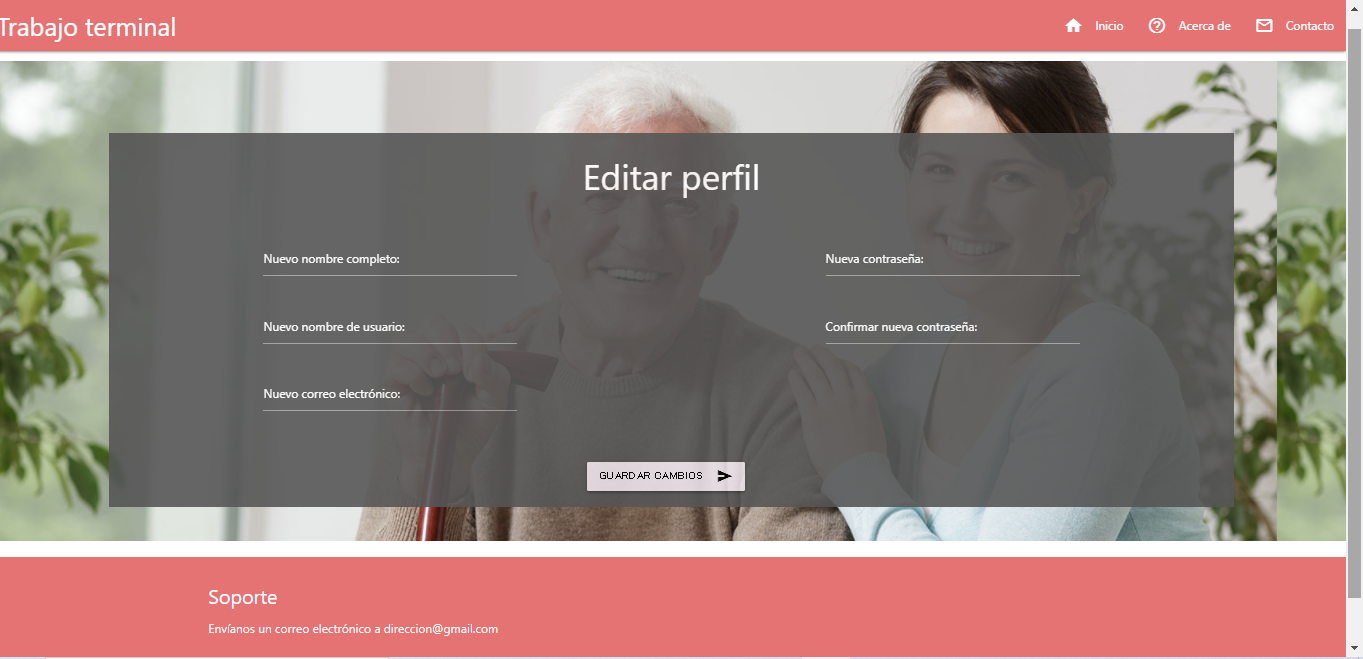 Trabajo terminal
Inicio
Acerca de
Contacto
Editar perfil
Nuevo nombre completo:
Nueva contraseña:
Nuevo nombre de usuario:
Confirmar nueva contraseña:
Nuevo correo electrónico:
GUARDAR CAMBIOS
Soporte
Envíanos un correo electrónico a direccion@gmail.com